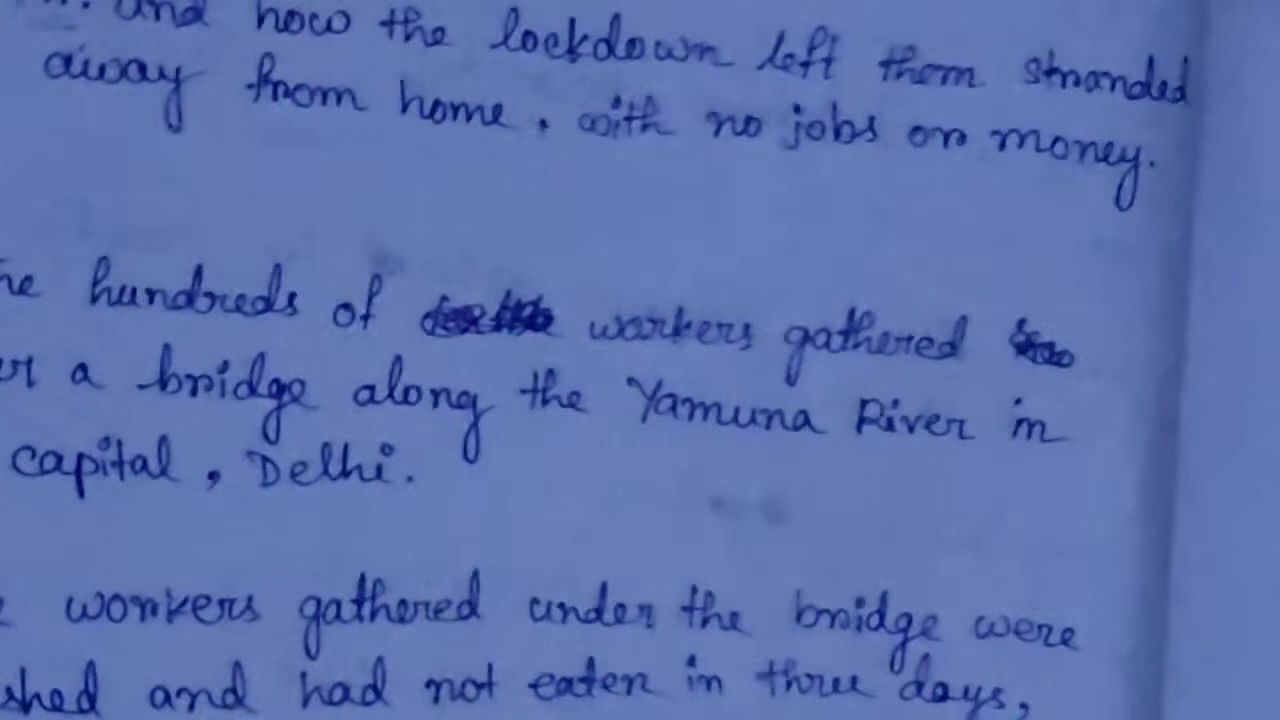 and how the lockdown left them stranded
away from home, with no jobs or money.
hundreds of workers gathered
a bridge along the Yamuna River in
capital, Delhi.
workers gathered under the bridge were
and had not eaten in three days,